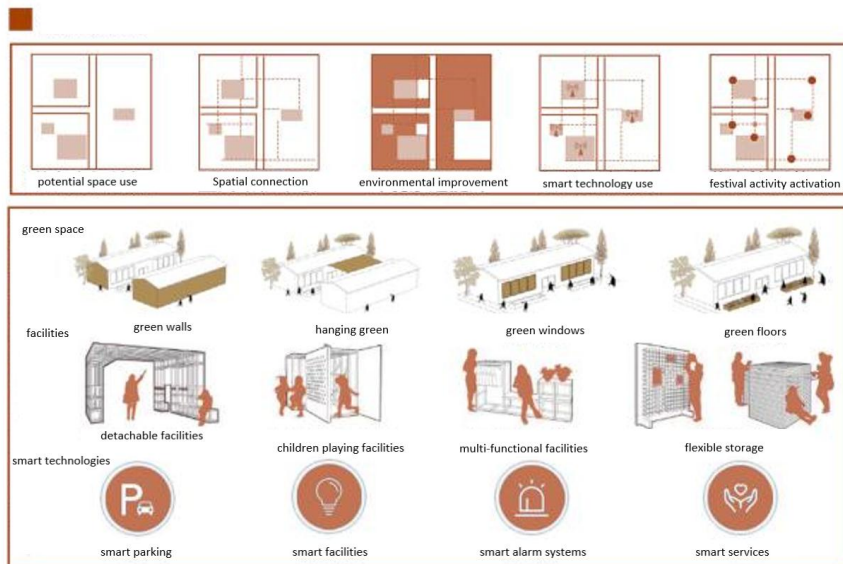 potential space use
Spatial connection
environmental improvement
smart technology use
festival activity activation
green space
green walls
hanging green
green windows
green floors
facilities
detachable facilities
children playing facilities
multi-functional facilities
flexible storage
smart technologies
P
smart parking
smart facilities
smart alarm systems
smart services